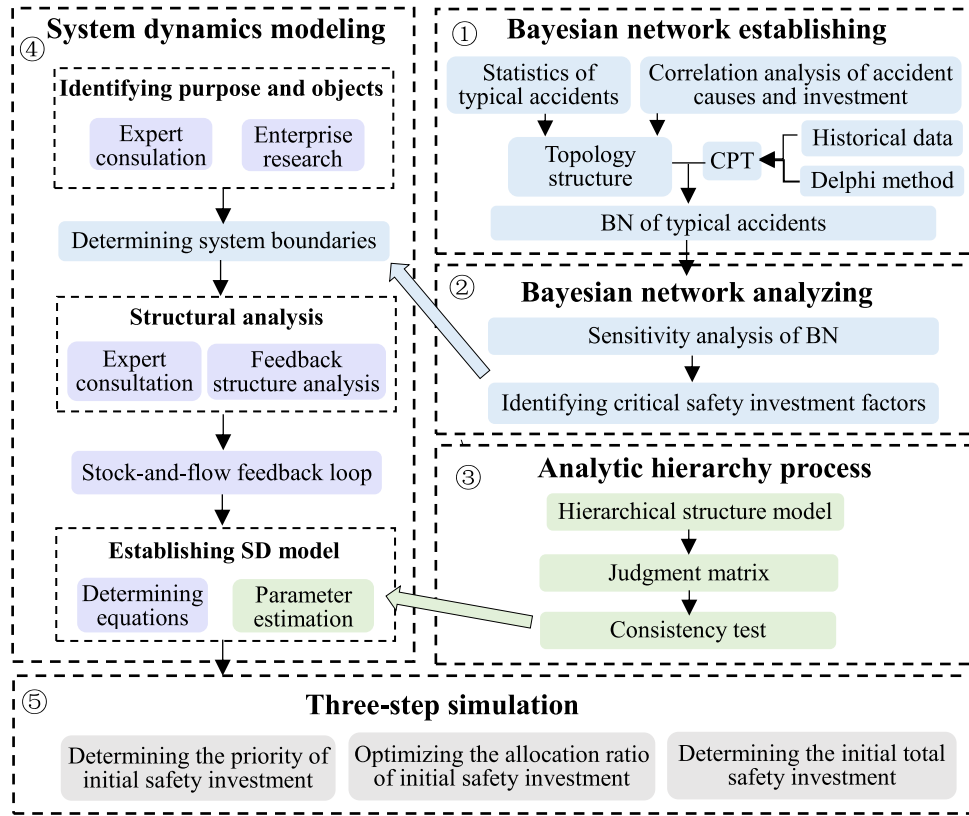 ④
System dynamics modeling
Identifying purpose and objects
Expert
consulation
Enterprise
research
Determining system boundaries
Structural analysis
Expert
consultation
Feedback
structure analysis
Stock-and-flow feedback loop
Establishing SD model
Determining
equations
Parameter
estimation
①
Bayesian network establishing
Statistics of
typical accidents
Correlation analysis of accident
causes and investment
Topology
structure
CPT
Historical data
Delphi method
BN of typical accidents
②
Bayesian network analyzing
Sensitivity analysis of BN
Identifying critical safety investment factors
③
Analytic hierarchy process
Hierarchical structure model
Judgment matrix
Consistency test
⑤
Three-step simulation
Determining the priority of
initial safety investment
Optimizing the allocation ratio
of initial safety investment
Determining the initial total
safety investment